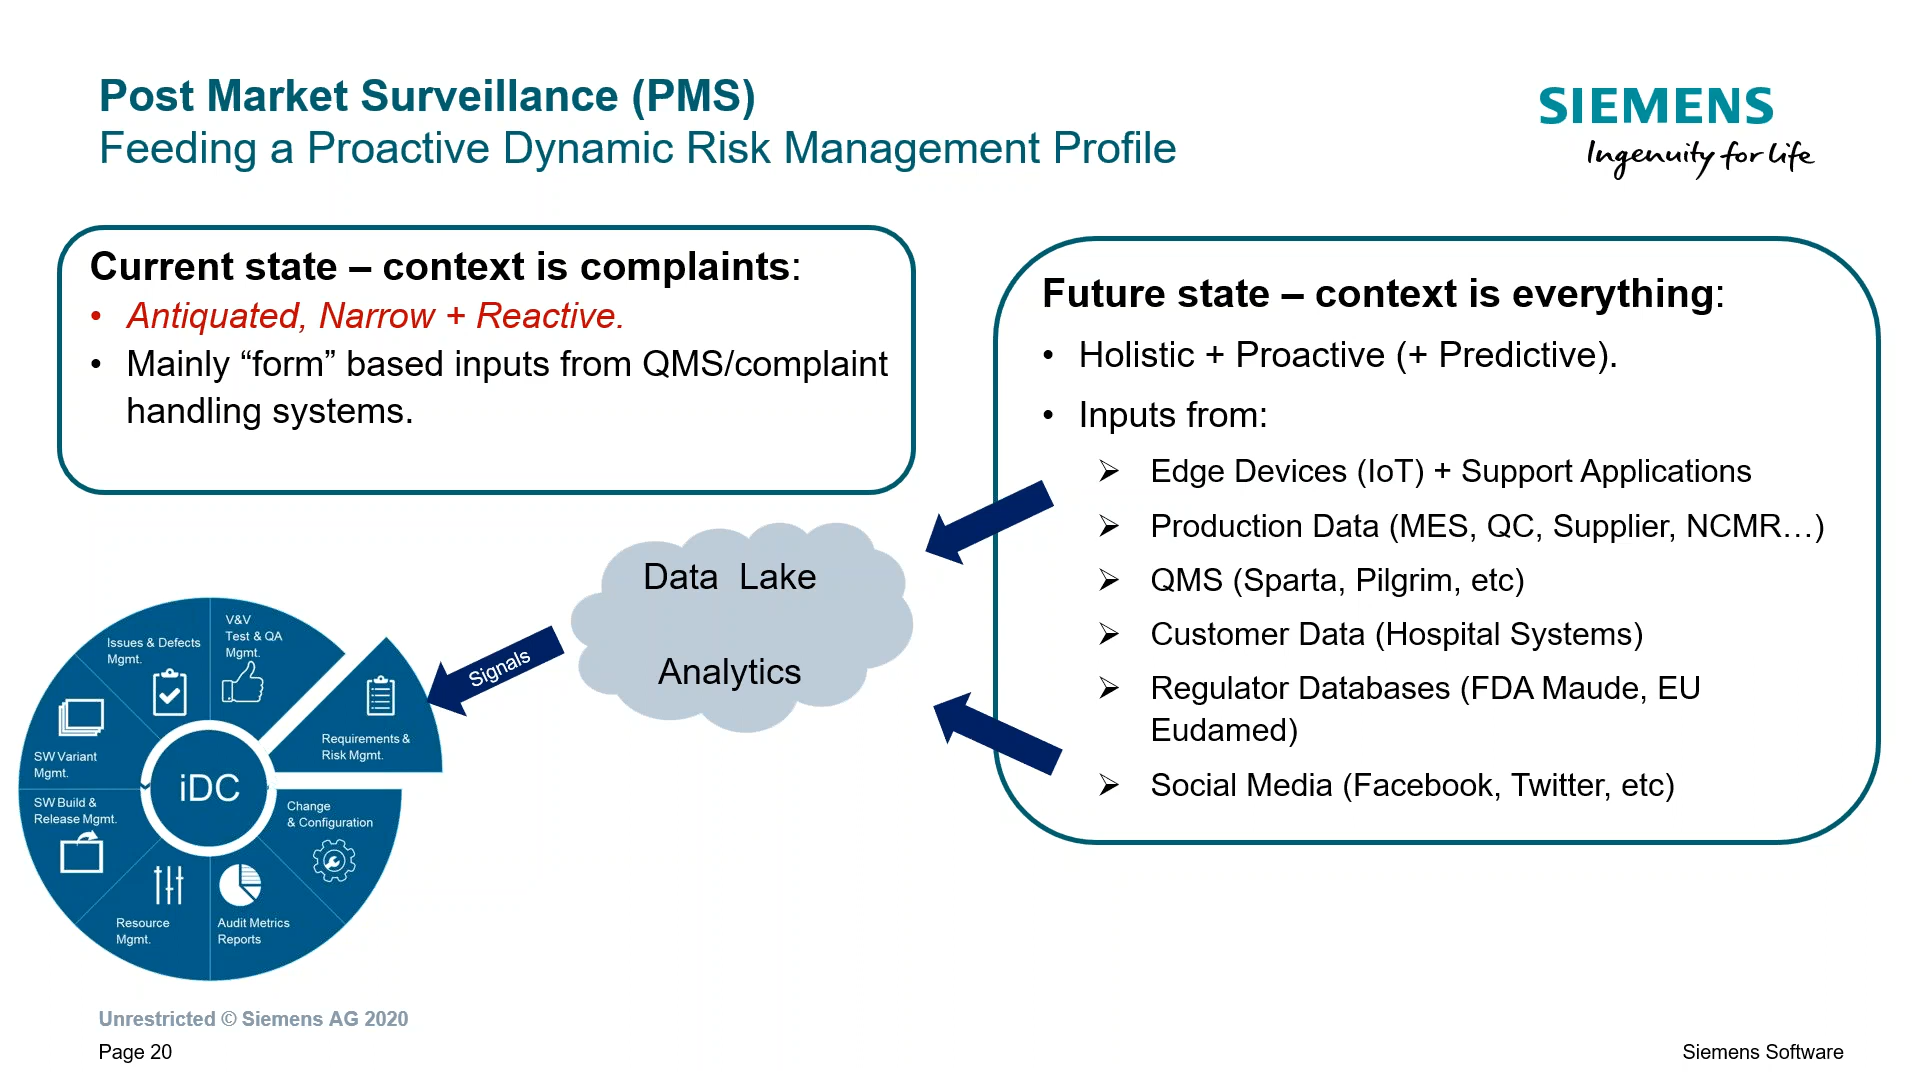 Post Market Surveillance (PMS)
Feeding a Proactive Dynamic Risk Management Profile
SIEMENS
Ingenuity for life
Current state – context is complaints:
• Antiquated, Narrow + Reactive.
• Mainly “form” based inputs from QMS/complaint
handling systems.
Future state – context is everything:
• Holistic + Proactive (+ Predictive).
• Inputs from:
➢ Edge Devices (IoT) + Support Applications
➢ Production Data (MES, QC, Supplier, NCMR…)
➢ QMS (Sparta, Pilgrim, etc)
➢ Customer Data (Hospital Systems)
➢ Regulator Databases (FDA Maude, EU
Eudamed)
➢ Social Media (Facebook, Twitter, etc)
Data Lake
Analytics
Signals
V&V
Test & QA
Mgmt.
Issues & Defects
Mgmt.
Requirements &
Risk Mgmt.
SW Variant
Mgmt.
iDC
SW Build &
Release Mgmt.
Change
& Configuration
Resource
Mgmt.
Audit Metrics
Reports
Unrestricted © Siemens AG 2020
Page 20
Siemens Software